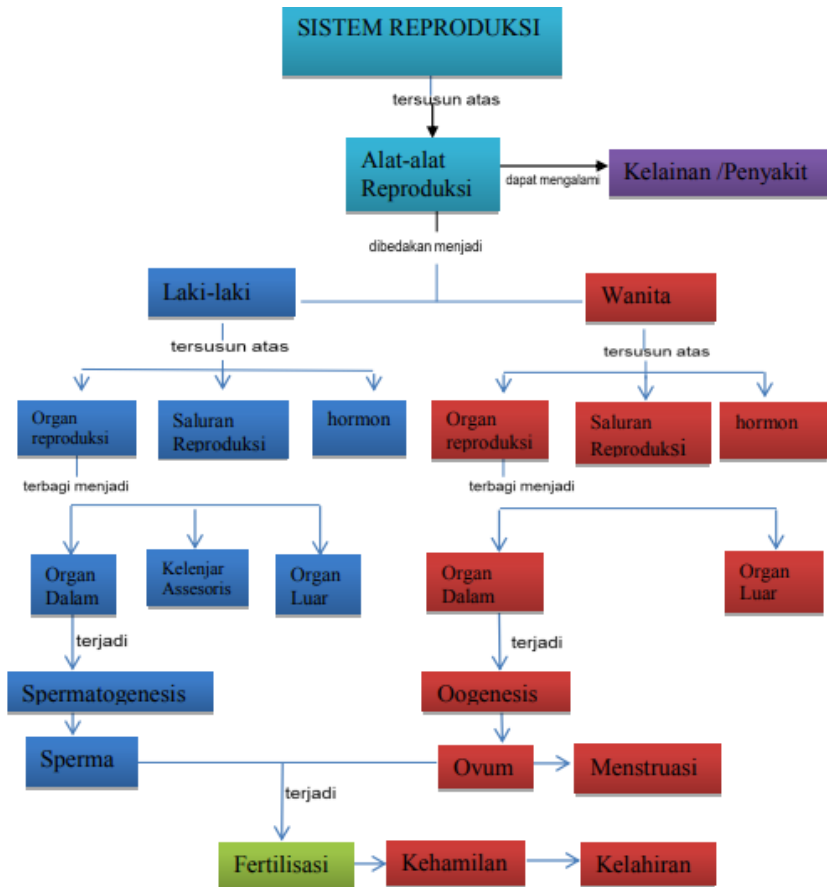 SISTEM REPRODUKSI
tersusun atas
Alat-alat
Reproduksi
dapat mengalami
Kelainan /Penyakit
dibedakan menjadi
Laki-laki
Wanita
tersusun atas
tersusun atas
Organ
reproduksi
Saluran
Reproduksi
hormon
Organ
reproduksi
Saluran
Reproduksi
hormon
terbagi menjadi
terbagi menjadi
Organ
Dalam
Kelenjar
Assesoris
Organ
Luar
Organ
Dalam
Organ
Luar
terjadi
terjadi
Spermatogenesis
Oogenesis
Sperma
Ovum
Menstruasi
terjadi
Fertilisasi
Kehamilan
Kelahiran